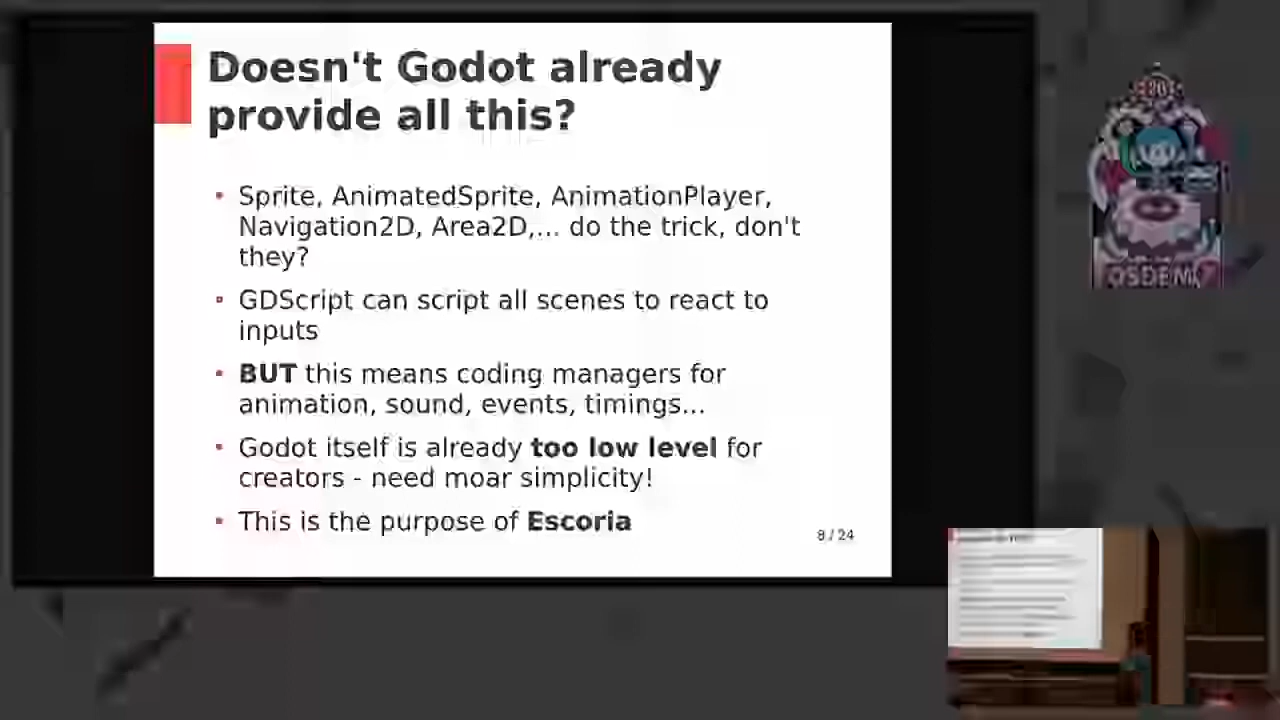 Doesn't Godot already
provide all this?
Sprite, AnimatedSprite, AnimationPlayer,
Navigation2D, Area2D,... do the trick, don't
they?
GDScript can script all scenes to react to
inputs
BUT this means coding managers for
animation, sound, events, timings...
Godot itself is already too low level for
creators - need moar simplicity!
This is the purpose of Escoria
8 / 24